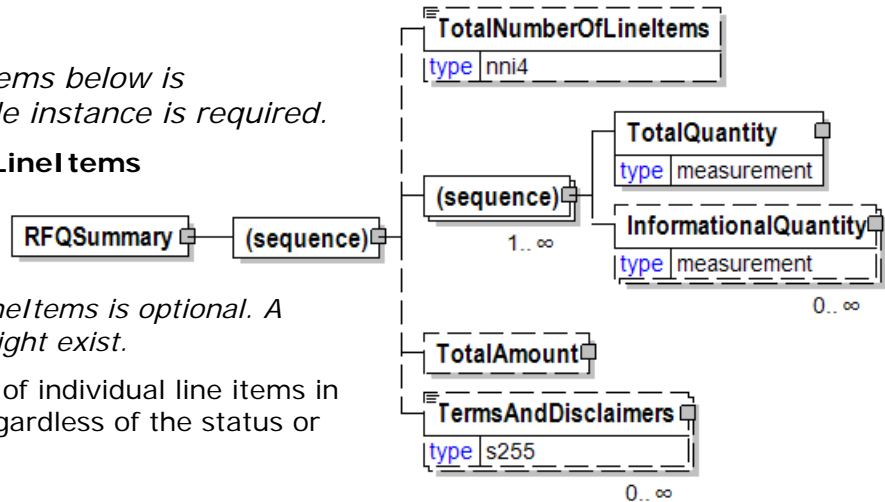 ems below is
le instance is required.
LineItems
neItems is optional. A
ight exist.
of individual line items in
gardless of the status or
RFQSummary
(sequence)
TotalNumberOfLineItems
type nni4
(sequence)
1.. ∞
TotalQuantity
type measurement
InformationalQuantity
type measurement
0.. ∞
TotalAmount
TermsAndDisclaimers
type s255
0.. ∞